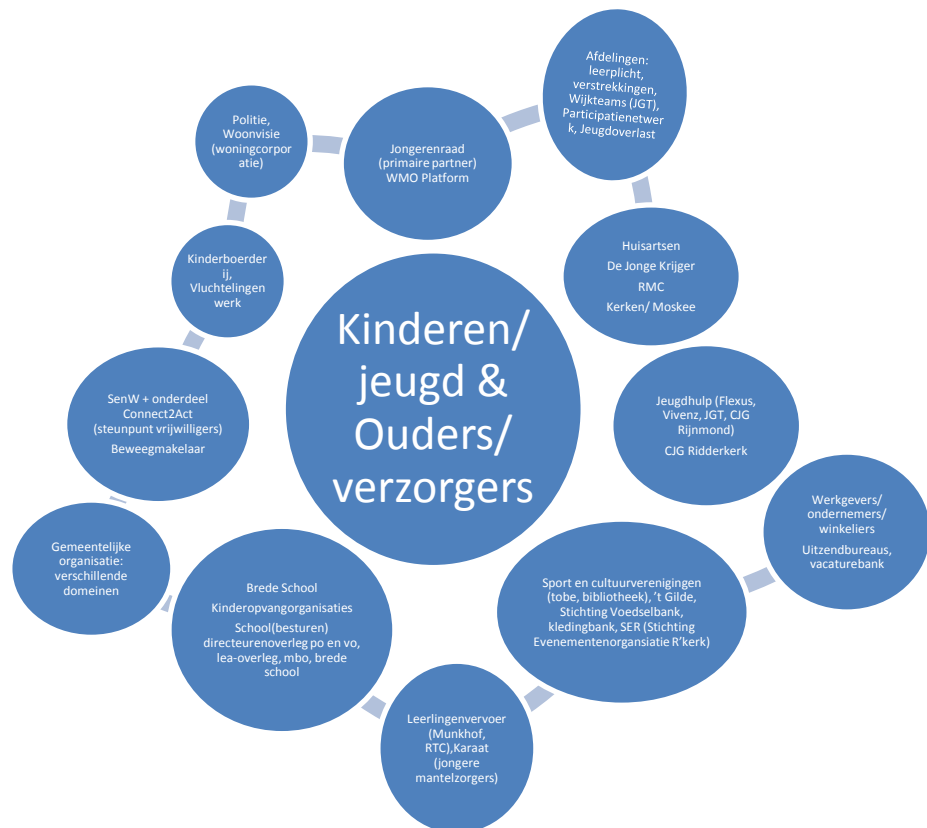 Afdelingen:
leerplicht,
verstrekkingen,
Wijkteams (JGT),
Participatienetwer
k, Jeugdoverlast
Politie,
Woonvisie
(woningcorpor
atie)
Jongerenraad
(primaire partner)
WMO Platform
Huisartsen
De Jonge Krijger
RMC
Kerken/ Moskee
Kinderboerder
ij,
Vluchtelingen
werk
Kinderen/
jeugd &
Ouders/
verzorgers
SenW + onderdeel
Connect2Act
(steunpunt vrijwilligers)
Beweegmakelaar
Jeugdhulp (Flexus,
Vivenz, JGT, CJG
Rijnmond)
CJG Ridderkerk
Werkgevers/
ondernemers/
winkeliers
Uitzendbureaus,
vacaturebank
Gemeentelijke
organisatie:
verschillende
domeinen
Brede School
Kinderopvangorganisaties
School(besturen)
directeurenoverleg po en vo,
lea-overleg, mbo, brede
school
Sport en cultuurverenigingen
(tobe, bibliotheek), 't Gilde,
Stichting Voedselbank,
kledingbank, SER (Stichting
Evenementenorgansiatie R'kerk)
Leerlingenvervoer
(Munkhof,
RTC),Karaat
(jongere
mantelzorgers)